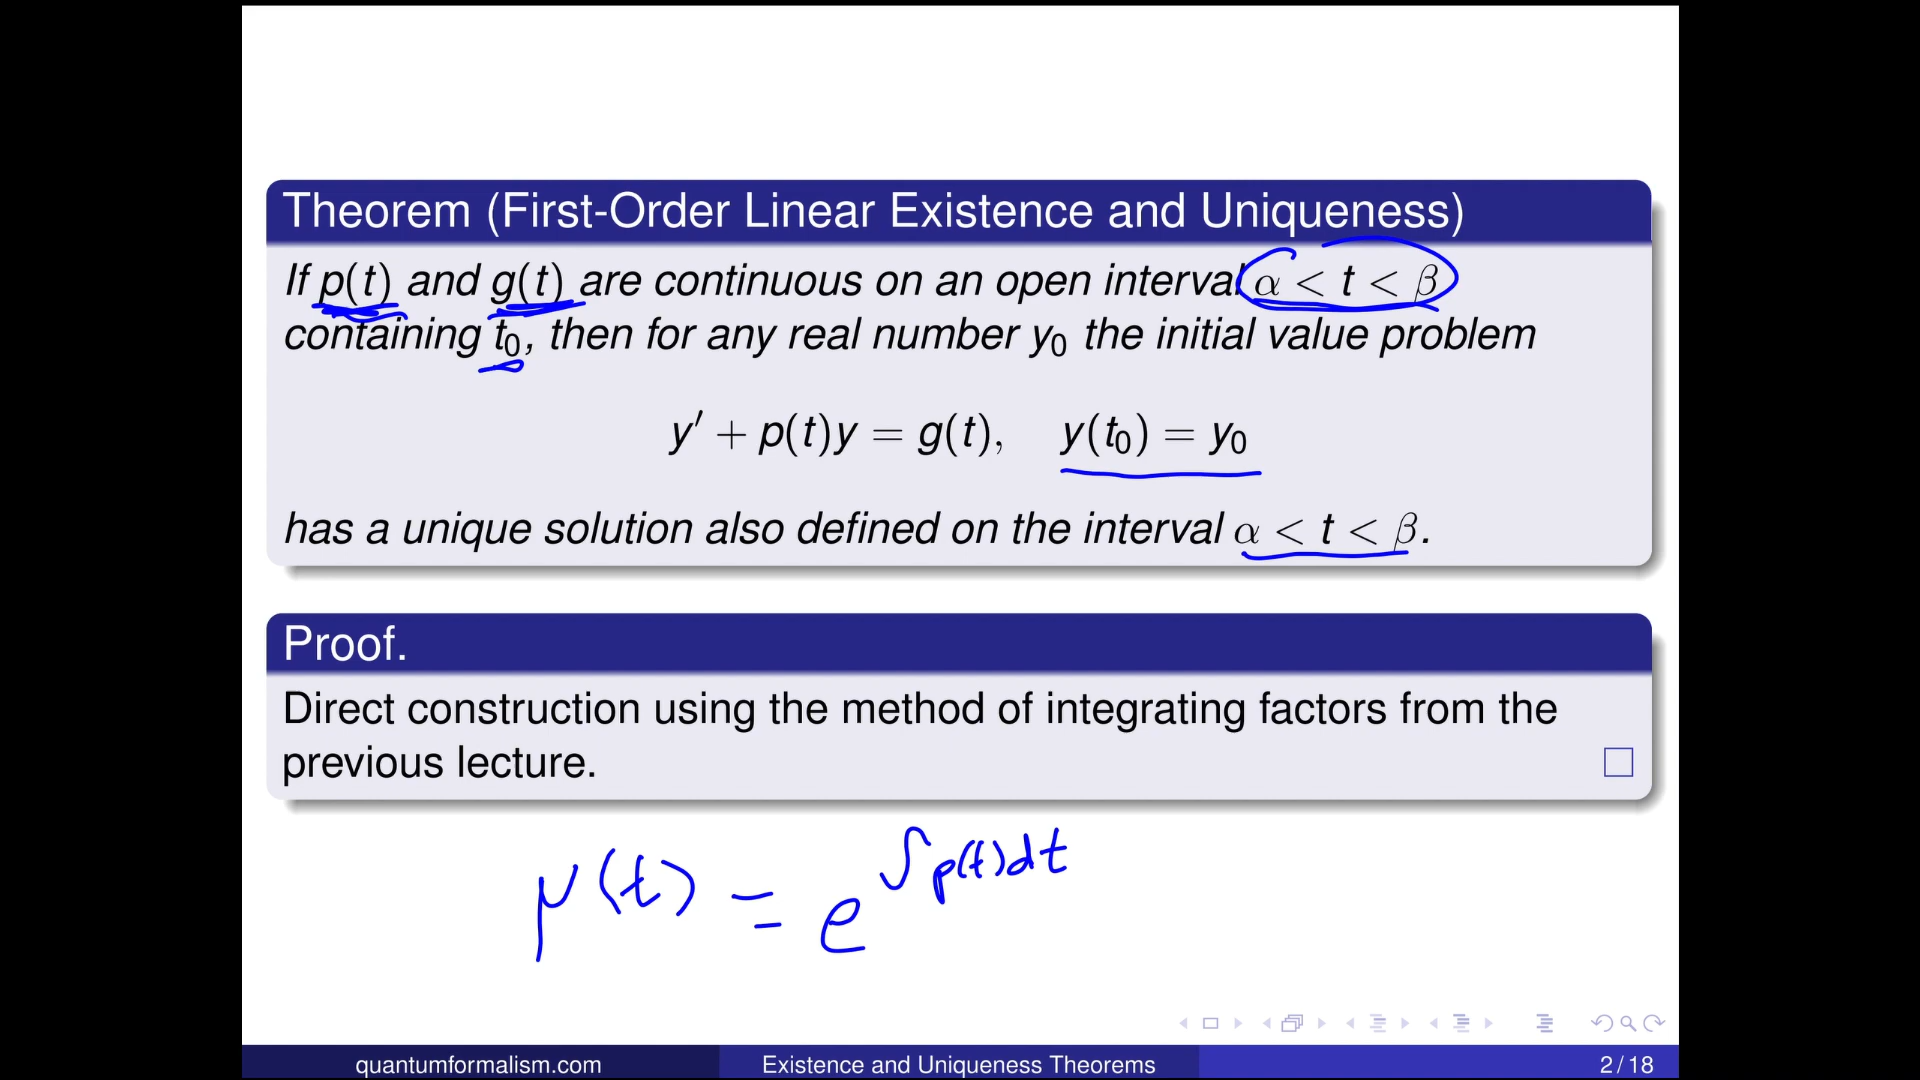 Theorem (First-Order Linear Existence and Uniqueness)
If p(t) and g(t) are continuous on an open interval α < t < β
containing t₀, then for any real number y₀ the initial value problem
y′ + p(t)y = g(t), y(t₀) = y₀
has a unique solution also defined on the interval α < t < β.
Proof.
Direct construction using the method of integrating factors from the
previous lecture. □
μ(t) = e^∫p(t)dt
quantumformalism.com Existence and Uniqueness Theorems 2 / 18